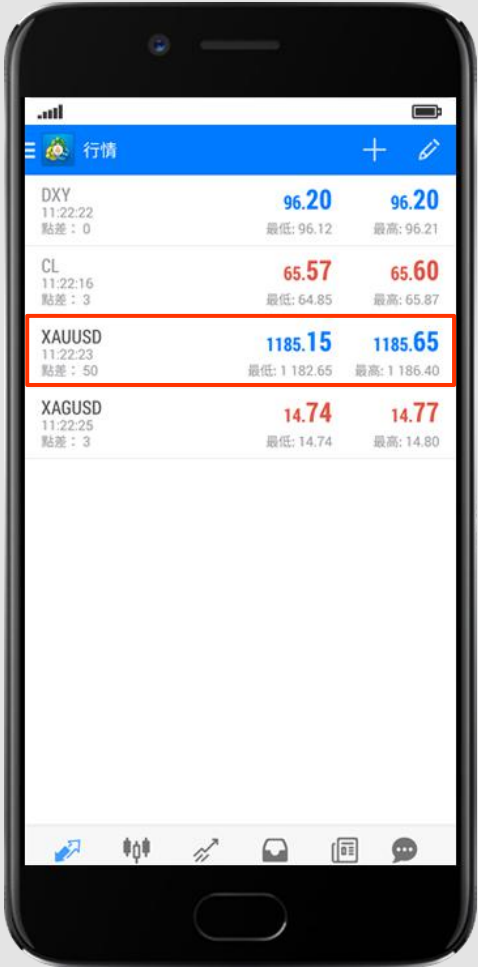 行情
DXY
11:22:22
點差： 0
96.20
最低: 96.12
96.20
最高: 96.21
CL
11:22:16
點差： 3
65.57
最低: 64.85
65.60
最高: 65.87
XAUUSD
11:22:23
點差： 50
1185.15
最低: 1 182.65
1185.65
最高: 1 186.40
XAGUSD
11:22:25
點差： 3
14.74
最低: 14.74
14.77
最高: 14.80